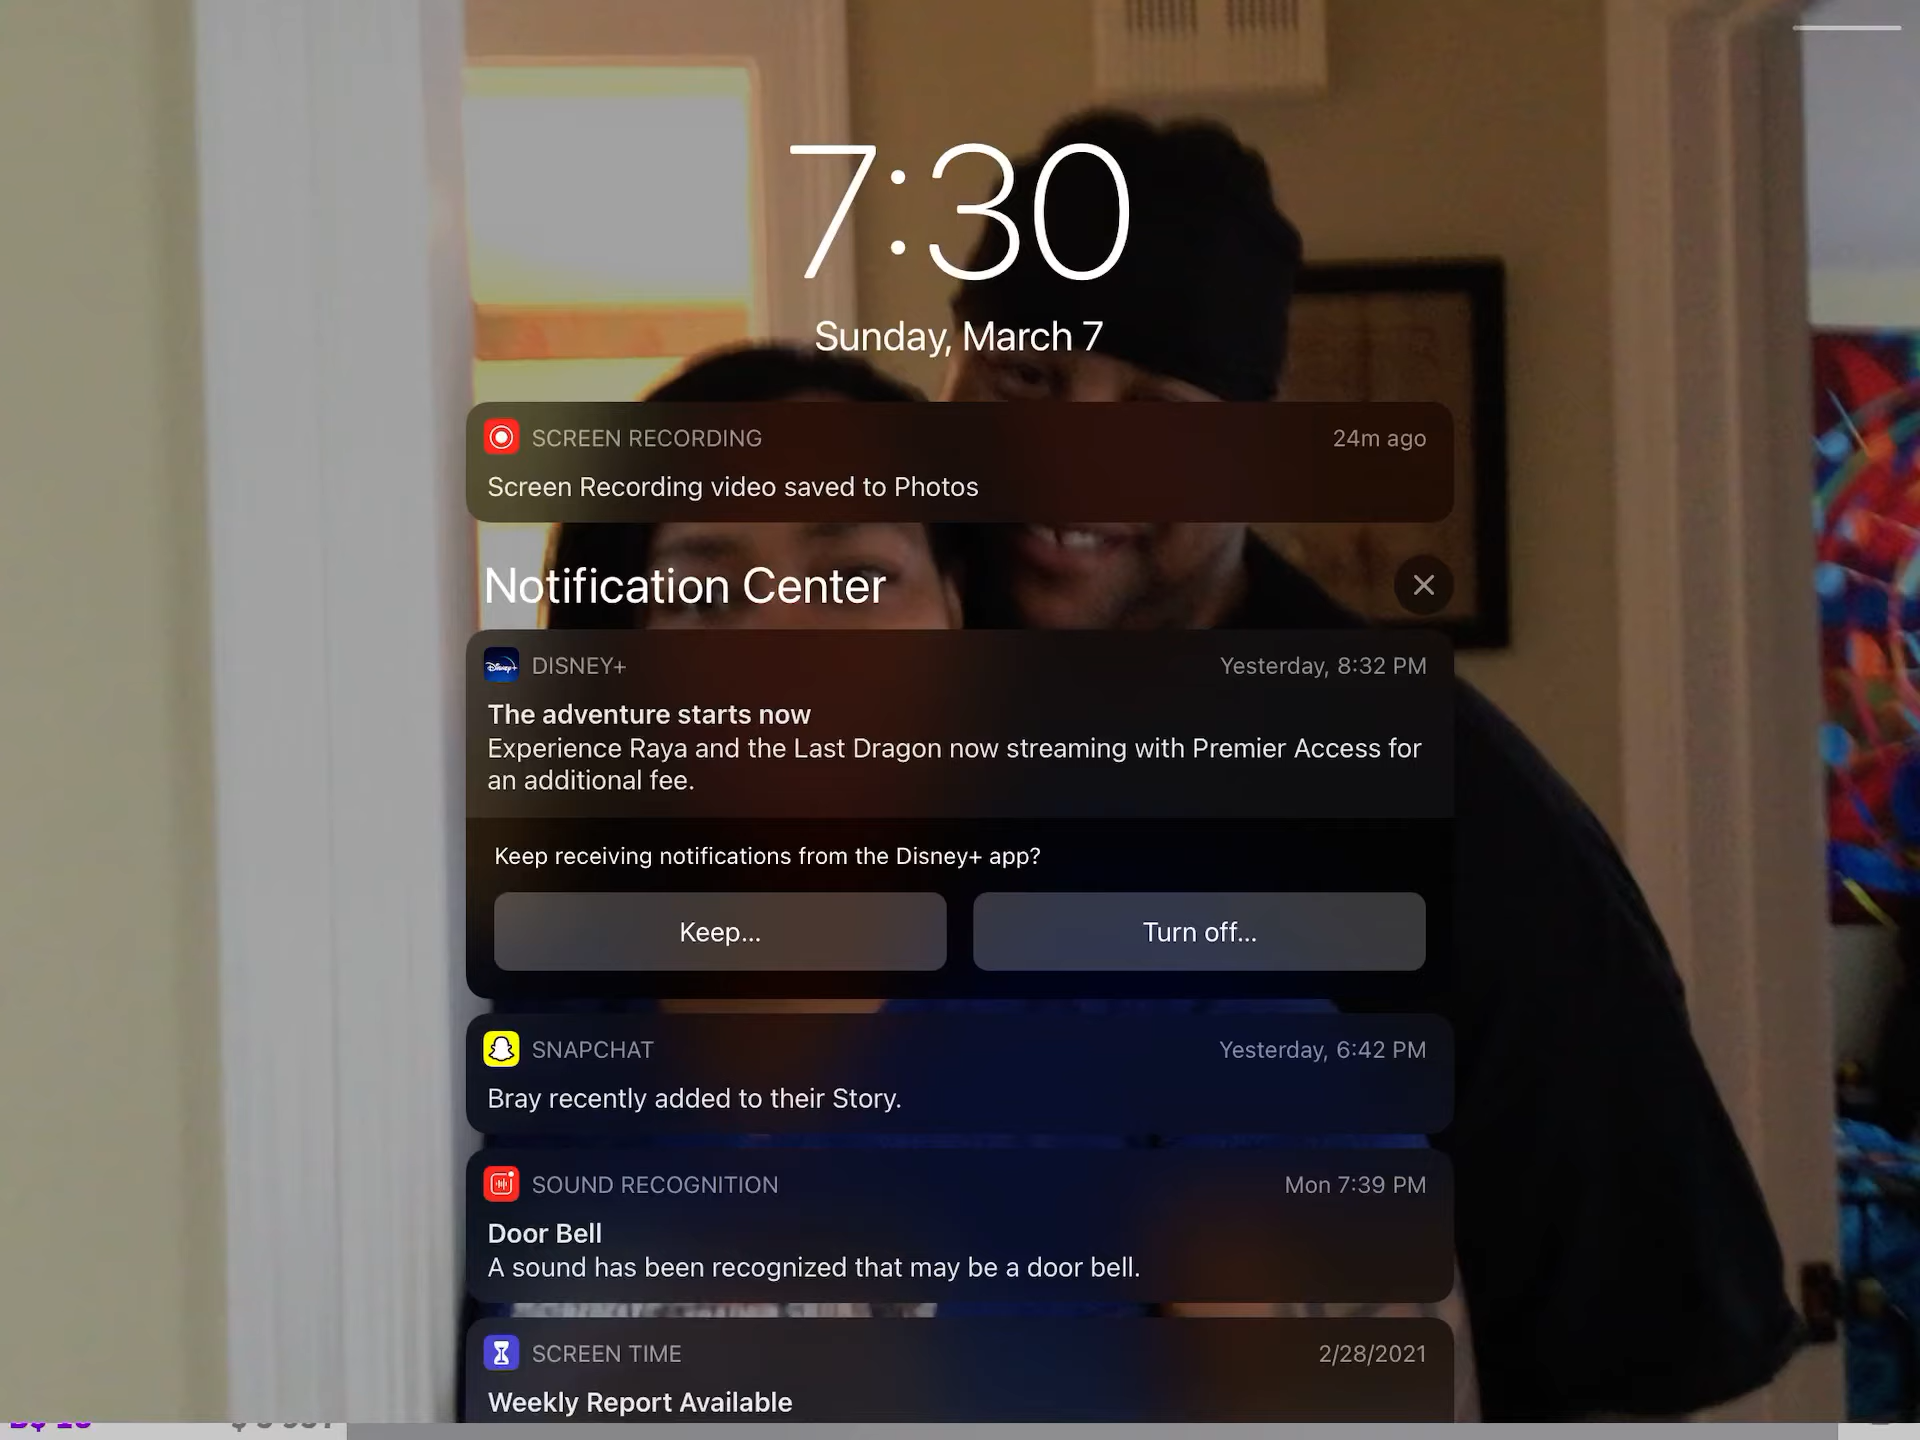 7:30
Sunday, March 7
SCREEN RECORDING 24m ago
Screen Recording video saved to Photos
Notification Center
DISNEY+ Yesterday, 8:32 PM
The adventure starts now
Experience Raya and the Last Dragon now streaming with Premier Access for
an additional fee.
Keep receiving notifications from the Disney+ app?
Keep... Turn off...
SNAPCHAT Yesterday, 6:42 PM
Bray recently added to their Story.
SOUND RECOGNITION Mon 7:39 PM
Door Bell
A sound has been recognized that may be a door bell.
SCREEN TIME 2/28/2021
Weekly Report Available